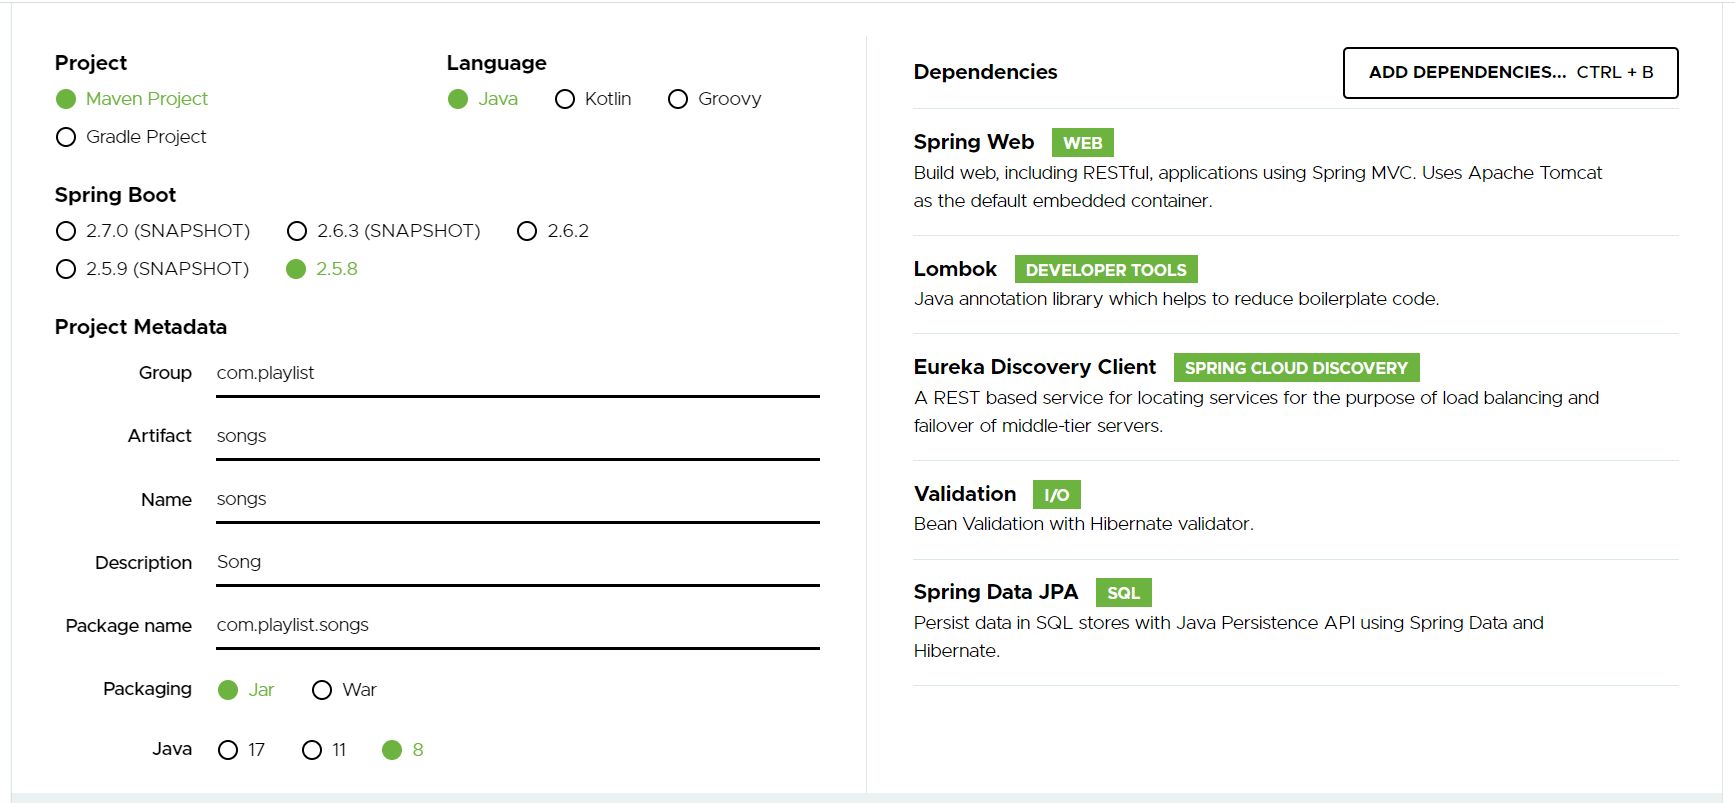 Project
Maven Project
Gradle Project
Language
Java Kotlin Groovy
Spring Boot
2.7.0 (SNAPSHOT) 2.6.3 (SNAPSHOT) 2.6.2
2.5.9 (SNAPSHOT) 2.5.8
Project Metadata
Group com.playlist
Artifact songs
Name songs
Description Song
Package name com.playlist.songs
Packaging Jar War
Java 17 11 8
Dependencies
ADD DEPENDENCIES... CTRL + B
Spring Web WEB
Build web, including RESTful, applications using Spring MVC. Uses Apache Tomcat
as the default embedded container.
Lombok DEVELOPER TOOLS
Java annotation library which helps to reduce boilerplate code.
Eureka Discovery Client SPRING CLOUD DISCOVERY
A REST based service for locating services for the purpose of load balancing and
failover of middle-tier servers.
Validation I/O
Bean Validation with Hibernate validator.
Spring Data JPA SQL
Persist data in SQL stores with Java Persistence API using Spring Data and
Hibernate.